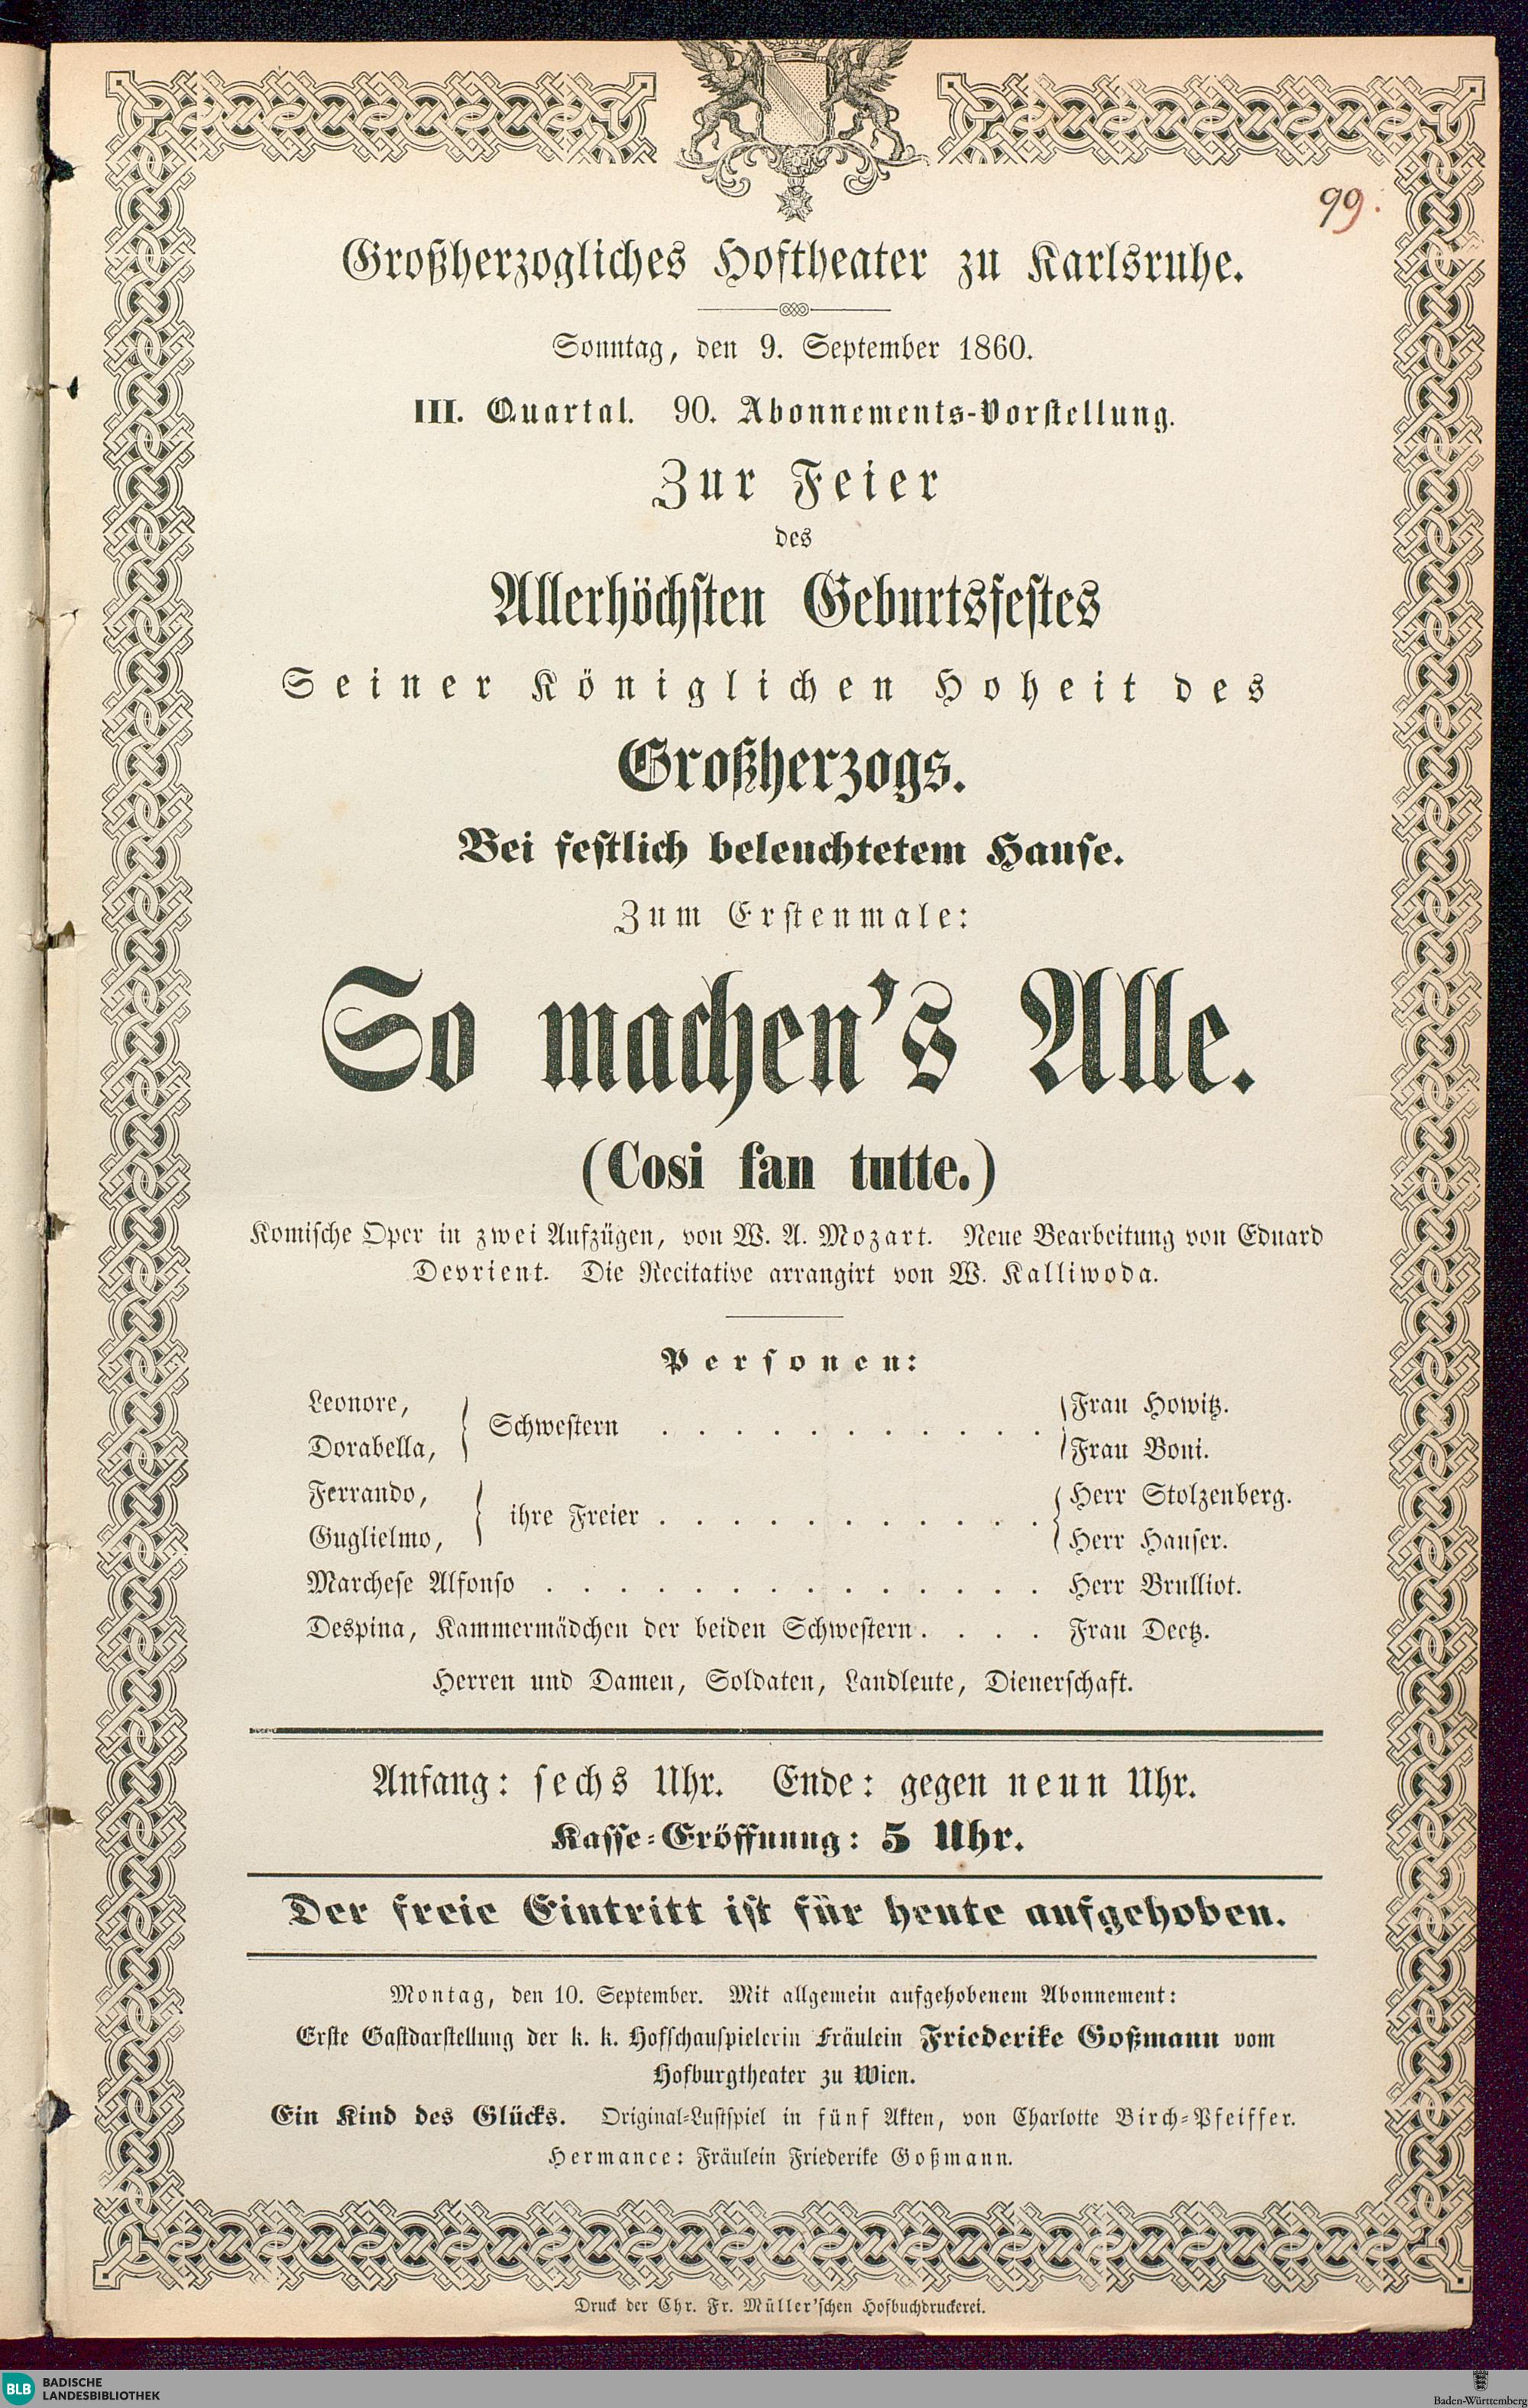 99.
Großherzogliches Hoftheater zu Karlsruhe.
Sonntag, den 9. September 1860.
III. Quartal. 90. Abonnements-Vorstellung.
Zur Feier
des
Allerhöchsten Geburtsfestes
Seiner Königlichen Hoheit des
Großherzogs.
Bei festlich beleuchtetem Hause.
Zum Erstenmale:
So machen's Alle.
(Cosi fan tutte.)
Komische Oper in zwei Aufzügen, von W. A. Mozart. Neue Bearbeitung von Eduard
Devrient. Die Recitative arrangirt von W. Kalliwoda.
Personen:
Leonore, } Schwestern . . . . . . . . . . . { Frau Howitz.
Dorabella, Frau Boni.
Ferrando, } ihre Freier . . . . . . . . . . . { Herr Stolzenberg.
Guglielmo, Herr Hauser.
Marchese Alfonso . . . . . . . . . . . . . . Herr Brulliot.
Despina, Kammermädchen der beiden Schwestern. . . . Frau Deetz.
Herren und Damen, Soldaten, Landleute, Dienerschaft.
Anfang: sechs Uhr. Ende: gegen neun Uhr.
Kasse-Eröffnung: 5 Uhr.
Der freie Eintritt ist für heute aufgehoben.
Montag, den 10. September. Mit allgemein aufgehobenem Abonnement:
Erste Gastdarstellung der k. k. Hofschauspielerin Fräulein Friederike Goßmann vom
Hofburgtheater zu Wien.
Ein Kind des Glücks. Original-Lustspiel in fünf Akten, von Charlotte Birch-Pfeiffer.
Hermance: Fräulein Friederike Goßmann.
Druck der Chr. Fr. Müller'schen Hofbuchdruckerei.
BLB BADISCHE
LANDESBIBLIOTHEK
Baden-Württemberg